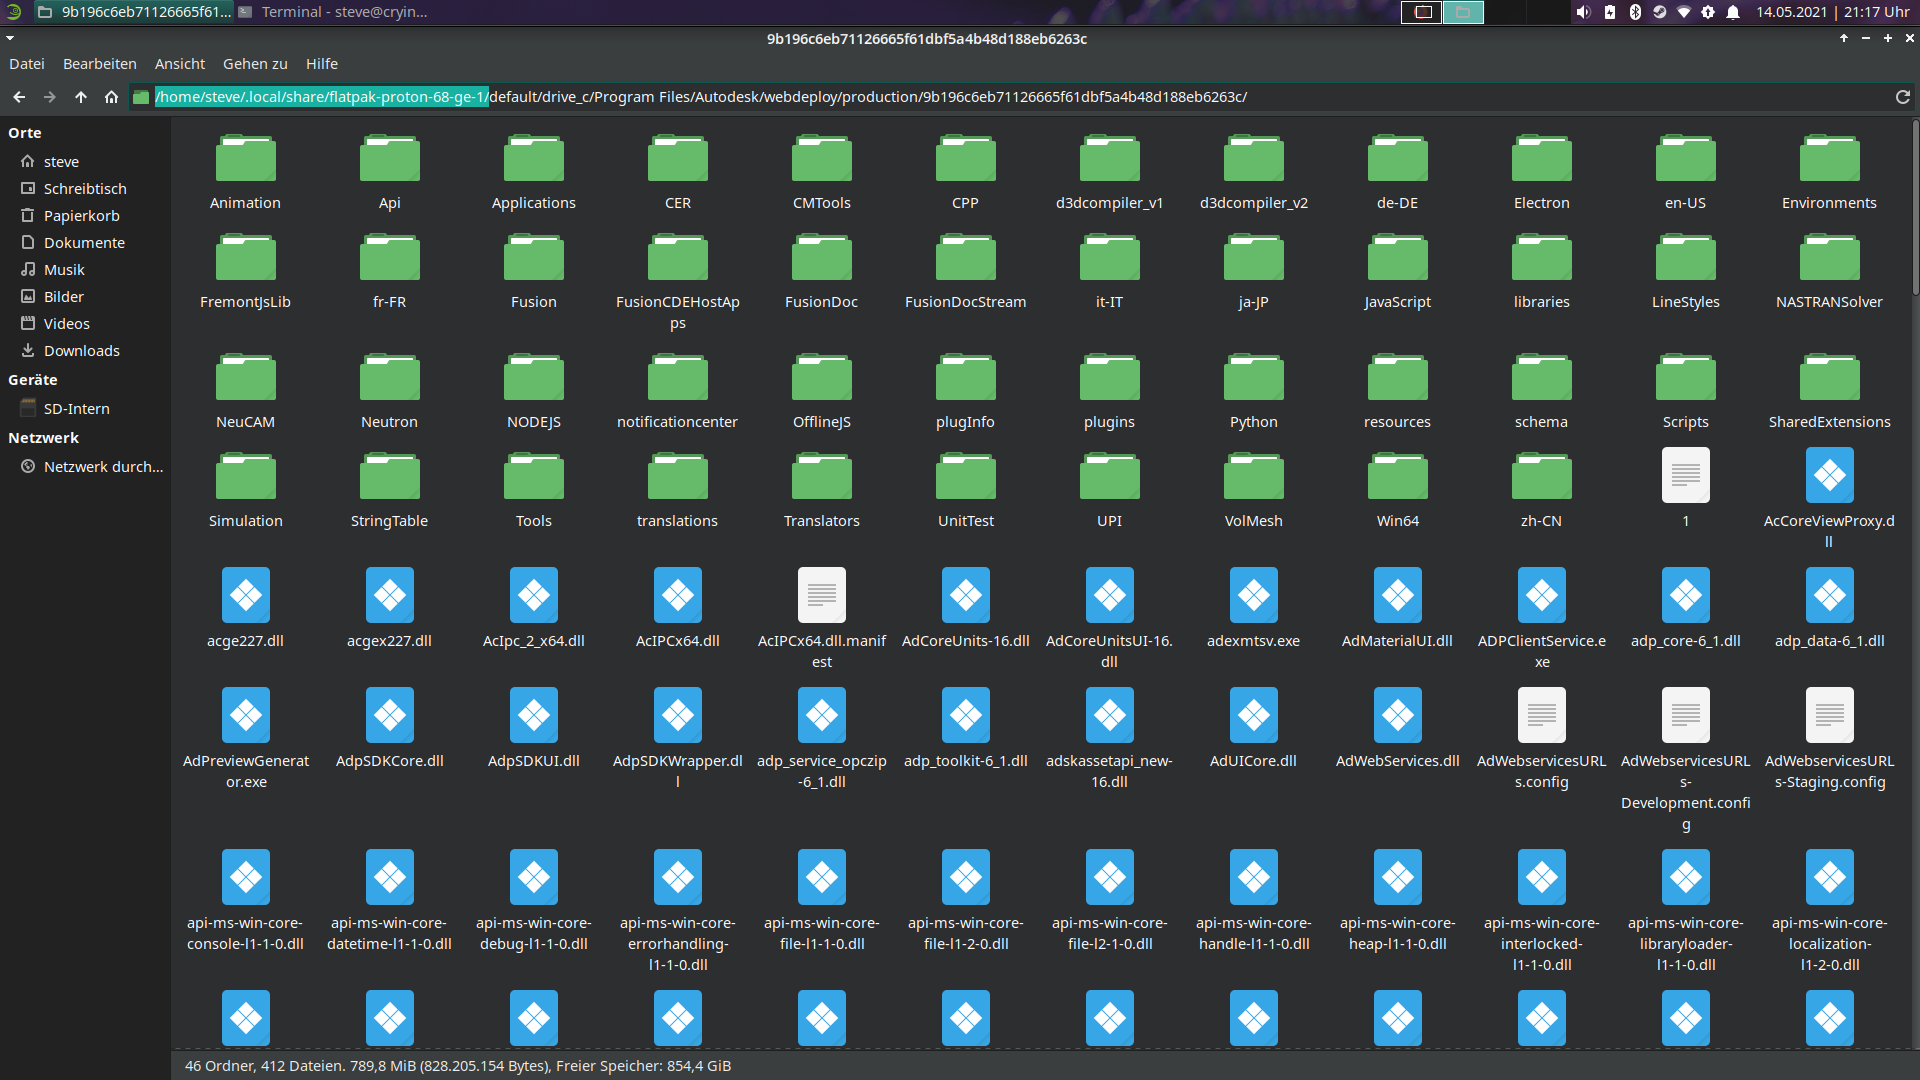 9b196c6eb71126665f61...
Terminal - steve@cryin...
14.05.2021 | 21:17 Uhr
9b196c6eb71126665f61dbf5a4b48d188eb6263c
Datei Bearbeiten Ansicht Gehen zu Hilfe
/home/steve/.local/share/flatpak-proton-68-ge-1/default/drive_c/Program Files/Autodesk/webdeploy/production/9b196c6eb71126665f61dbf5a4b48d188eb6263c/
Orte
steve
Schreibtisch
Papierkorb
Dokumente
Musik
Bilder
Videos
Downloads
Geräte
SD-Intern
Netzwerk
Netzwerk durch...
Animation
Api
Applications
CER
CMTools
CPP
d3dcompiler_v1
d3dcompiler_v2
de-DE
Electron
en-US
Environments
FremontJsLib
fr-FR
Fusion
FusionCDEHostAp
ps
FusionDoc
FusionDocStream
it-IT
ja-JP
JavaScript
libraries
LineStyles
NASTRANSolver
NeuCAM
Neutron
NODEJS
notificationcenter
OfflineJS
plugInfo
plugins
Python
resources
schema
Scripts
SharedExtensions
Simulation
StringTable
Tools
translations
Translators
UnitTest
UPI
VolMesh
Win64
zh-CN
1
AcCoreViewProxy.d
ll
acge227.dll
acgex227.dll
AcIpc_2_x64.dll
AcIPCx64.dll
AcIPCx64.dll.manif
est
AdCoreUnits-16.dll
AdCoreUnitsUI-16.
dll
adexmtsv.exe
AdMaterialUI.dll
ADPClientService.e
xe
adp_core-6_1.dll
adp_data-6_1.dll
AdPreviewGenerat
or.exe
AdpSDKCore.dll
AdpSDKUI.dll
AdpSDKWrapper.dl
l
adp_service_opczip
-6_1.dll
adp_toolkit-6_1.dll
adskassetapi_new-
16.dll
AdUICore.dll
AdWebServices.dll
AdWebservicesURL
s.config
AdWebservicesURL
s-
Development.confi
g
AdWebservicesURL
s-Staging.config
api-ms-win-core-
console-l1-1-0.dll
api-ms-win-core-
datetime-l1-1-0.dll
api-ms-win-core-
debug-l1-1-0.dll
api-ms-win-core-
errorhandling-
l1-1-0.dll
api-ms-win-core-
file-l1-1-0.dll
api-ms-win-core-
file-l1-2-0.dll
api-ms-win-core-
file-l2-1-0.dll
api-ms-win-core-
handle-l1-1-0.dll
api-ms-win-core-
heap-l1-1-0.dll
api-ms-win-core-
interlocked-
l1-1-0.dll
api-ms-win-core-
libraryloader-
l1-1-0.dll
api-ms-win-core-
localization-
l1-2-0.dll
46 Ordner, 412 Dateien. 789,8 MiB (828.205.154 Bytes), Freier Speicher: 854,4 GiB